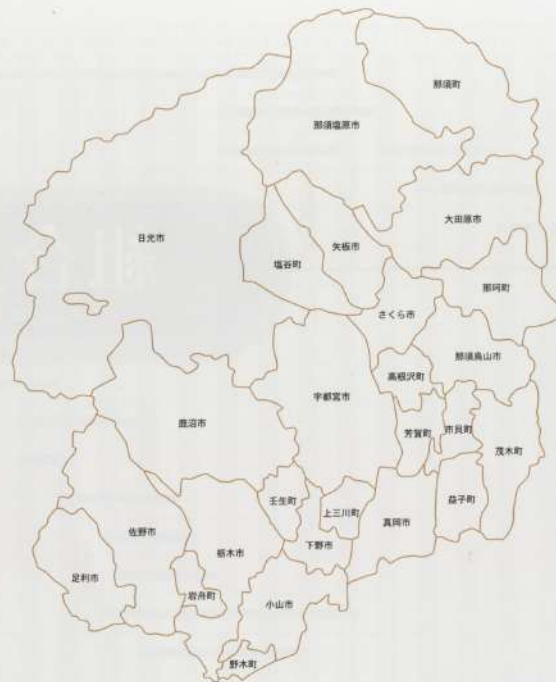 那須町
那須塩原市
大田原市
日光市
矢板市
塩谷町
那珂町
さくら市
那須烏山市
高根沢町
宇都宮市
鹿沼市
芳賀町
市貝町
茂木町
壬生町
上三川町
益子町
真岡市
佐野市
下野市
栃木市
足利市
岩舟町
小山市
野木町